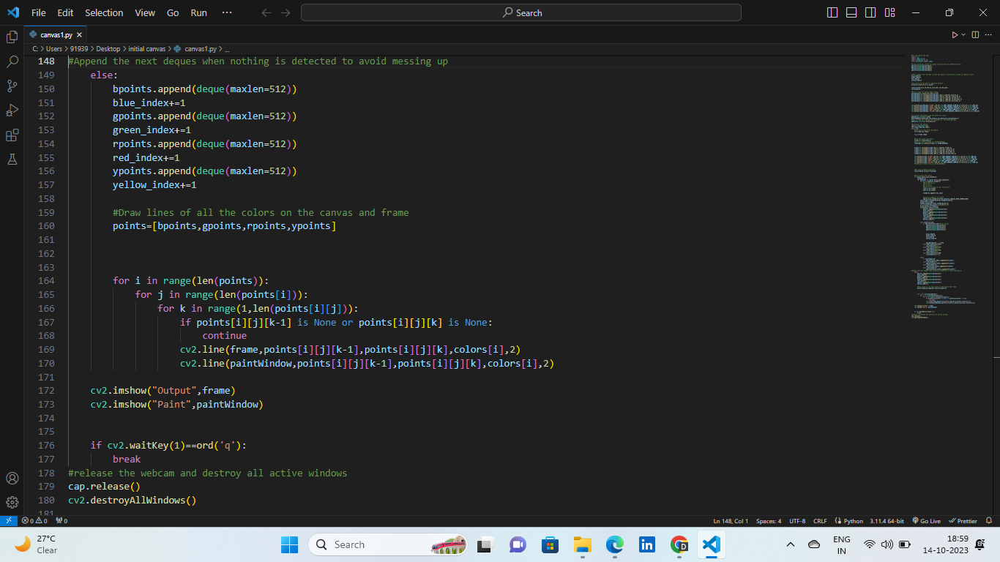 File Edit Selection View Go Run ··· Search
canvas1.py
C: > Users > 91939 > Desktop > initial canvas > canvas1.py > ...
148 #Append the next deques when nothing is detected to avoid messing up
149 else:
150 bpoints.append(deque(maxlen=512))
151 blue_index+=1
152 gpoints.append(deque(maxlen=512))
153 green_index+=1
154 rpoints.append(deque(maxlen=512))
155 red_index+=1
156 ypoints.append(deque(maxlen=512))
157 yellow_index+=1
158
159 #Draw lines of all the colors on the canvas and frame
160 points=[bpoints,gpoints,rpoints,ypoints]
161
162
163
164 for i in range(len(points)):
165 for j in range(len(points[i])):
166 for k in range(1,len(points[i][j])):
167 if points[i][j][k-1] is None or points[i][j][k] is None:
168 continue
169 cv2.line(frame,points[i][j][k-1],points[i][j][k],colors[i],2)
170 cv2.line(paintWindow,points[i][j][k-1],points[i][j][k],colors[i],2)
171
172 cv2.imshow("Output",frame)
173 cv2.imshow("Paint",paintWindow)
174
175
176 if cv2.waitKey(1)==ord('q'):
177 break
178 #release the webcam and destroy all active windows
179 cap.release()
180 cv2.destroyAllWindows()
181
0 0 0 Ln 148, Col 1 Spaces: 4 UTF-8 CRLF Python 3.11.4 64-bit Go Live Prettier
27°C
Clear
Search
ENG
IN
18:59
14-10-2023